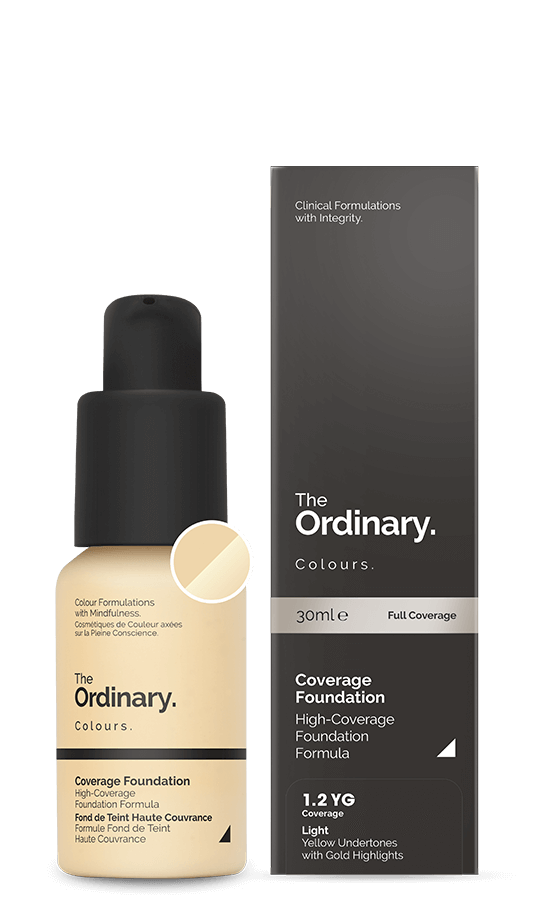 Clinical Formulations
with Integrity.
The
Ordinary.
Colours.
30ml e
Full Coverage
Coverage
Foundation
High-Coverage
Foundation
Formula
1.2 YG
Coverage
Light
Yellow Undertones
with Gold Highlights
Colour Formulations
with Mindfulness.
Cosmétiques de Couleur axées
sur la Pleine Conscience.
The
Ordinary.
Colours.
Coverage Foundation
High-Coverage
Foundation Formula
Fond de Teint Haute Couvrance
Formule Fond de Teint
Haute Couvrance